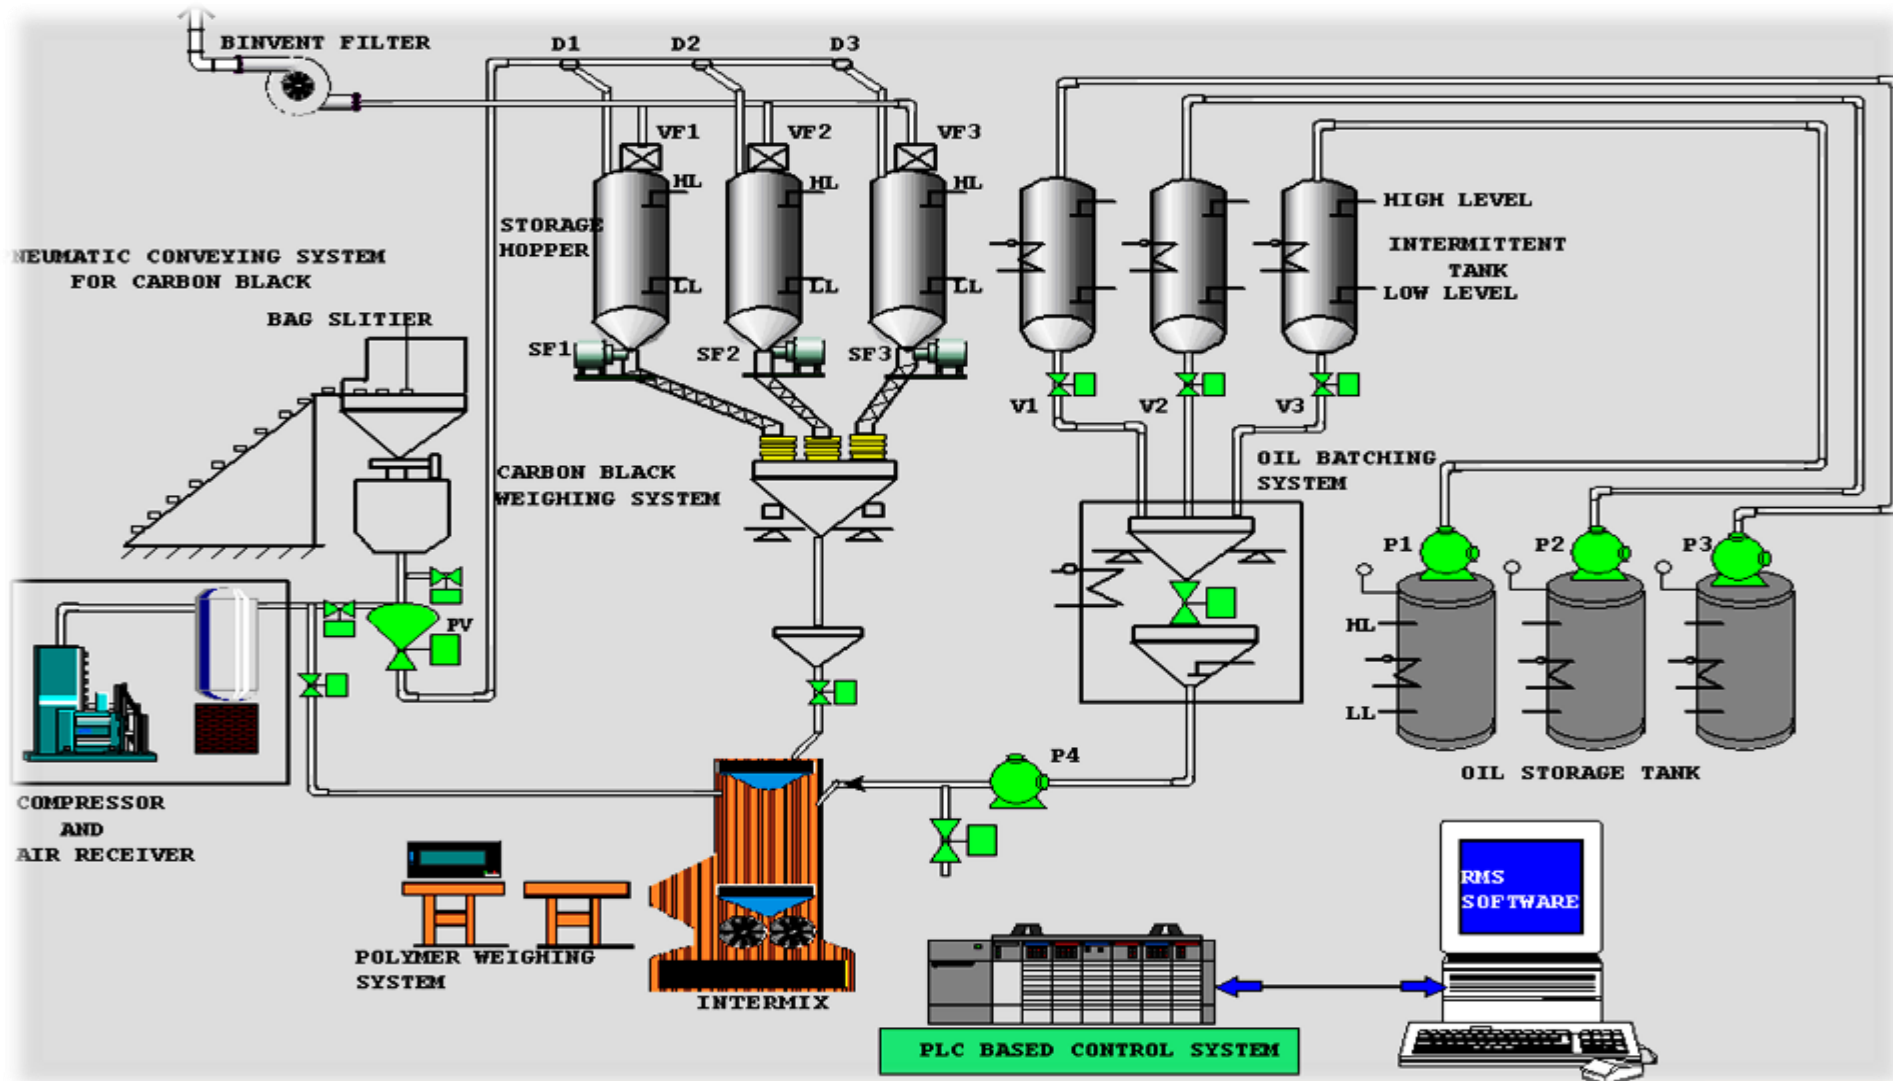 BINVENT FILTER
D1
D2
D3
VF1
VF2
VF3
HL
HL
HL
STORAGE
HOPPER
LL
LL
LL
SF1
SF2
SF3
PNEUMATIC CONVEYING SYSTEM
FOR CARBON BLACK
BAG SLITIER
HIGH LEVEL
INTERMITTENT
TANK
LOW LEVEL
V1
V2
V3
CARBON BLACK
WEIGHING SYSTEM
OIL BATCHING
SYSTEM
P1
P2
P3
PV
HL
LL
OIL STORAGE TANK
P4
COMPRESSOR
AND
AIR RECEIVER
POLYMER WEIGHING
SYSTEM
INTERMIX
RMS
SOFTWARE
PLC BASED CONTROL SYSTEM